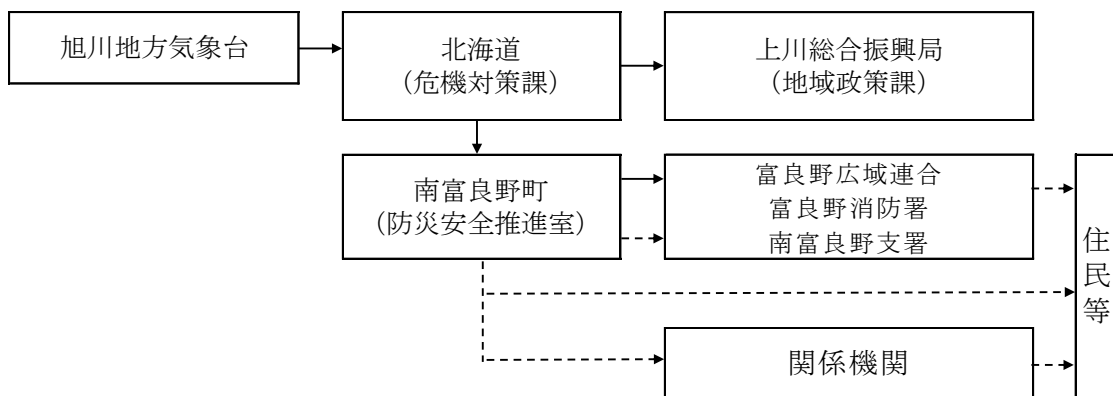 旭川地方気象台
北海道
（危機対策課）
上川総合振興局
（地域政策課）
南富良野町
（防災安全推進室）
富良野広域連合
富良野消防署
南富良野支署
住民等
関係機関